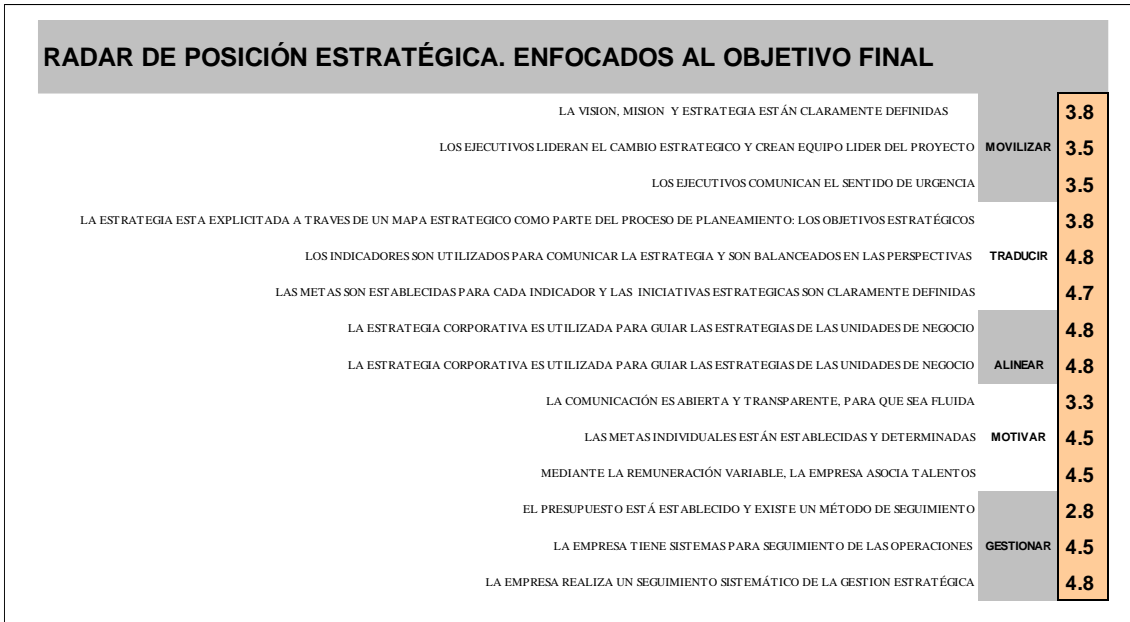 RADAR DE POSICIÓN ESTRATÉGICA. ENFOCADOS AL OBJETIVO FINAL
LA VISION, MISION Y ESTRATEGIA ESTÁN CLARAMENTE DEFINIDAS 3.8
LOS EJECUTIVOS LIDERAN EL CAMBIO ESTRATEGICO Y CREAN EQUIPO LIDER DEL PROYECTO MOVILIZAR 3.5
LOS EJECUTIVOS COMUNICAN EL SENTIDO DE URGENCIA 3.5
LA ESTRATEGIA ESTA EXPLICITADA A TRAVES DE UN MAPA ESTRATEGICO COMO PARTE DEL PROCESO DE PLANEAMIENTO: LOS OBJETIVOS ESTRATÉGICOS 3.8
LOS INDICADORES SON UTILIZADOS PARA COMUNICAR LA ESTRATEGIA Y SON BALANCEADOS EN LAS PERSPECTIVAS TRADUCIR 4.8
LAS METAS SON ESTABLECIDAS PARA CADA INDICADOR Y LAS INICIATIVAS ESTRATEGICAS SON CLARAMENTE DEFINIDAS 4.7
LA ESTRATEGIA CORPORATIVA ES UTILIZADA PARA GUIAR LAS ESTRATEGIAS DE LAS UNIDADES DE NEGOCIO 4.8
LA ESTRATEGIA CORPORATIVA ES UTILIZADA PARA GUIAR LAS ESTRATEGIAS DE LAS UNIDADES DE NEGOCIO ALINEAR 4.8
LA COMUNICACIÓN ES ABIERTA Y TRANSPARENTE, PARA QUE SEA FLUIDA 3.3
LAS METAS INDIVIDUALES ESTÁN ESTABLECIDAS Y DETERMINADAS MOTIVAR 4.5
MEDIANTE LA REMUNERACIÓN VARIABLE, LA EMPRESA ASOCIA TALENTOS 4.5
EL PRESUPUESTO ESTÁ ESTABLECIDO Y EXISTE UN MÉTODO DE SEGUIMIENTO 2.8
LA EMPRESA TIENE SISTEMAS PARA SEGUIMIENTO DE LAS OPERACIONES GESTIONAR 4.5
LA EMPRESA REALIZA UN SEGUIMIENTO SISTEMÁTICO DE LA GESTION ESTRATÉGICA 4.8